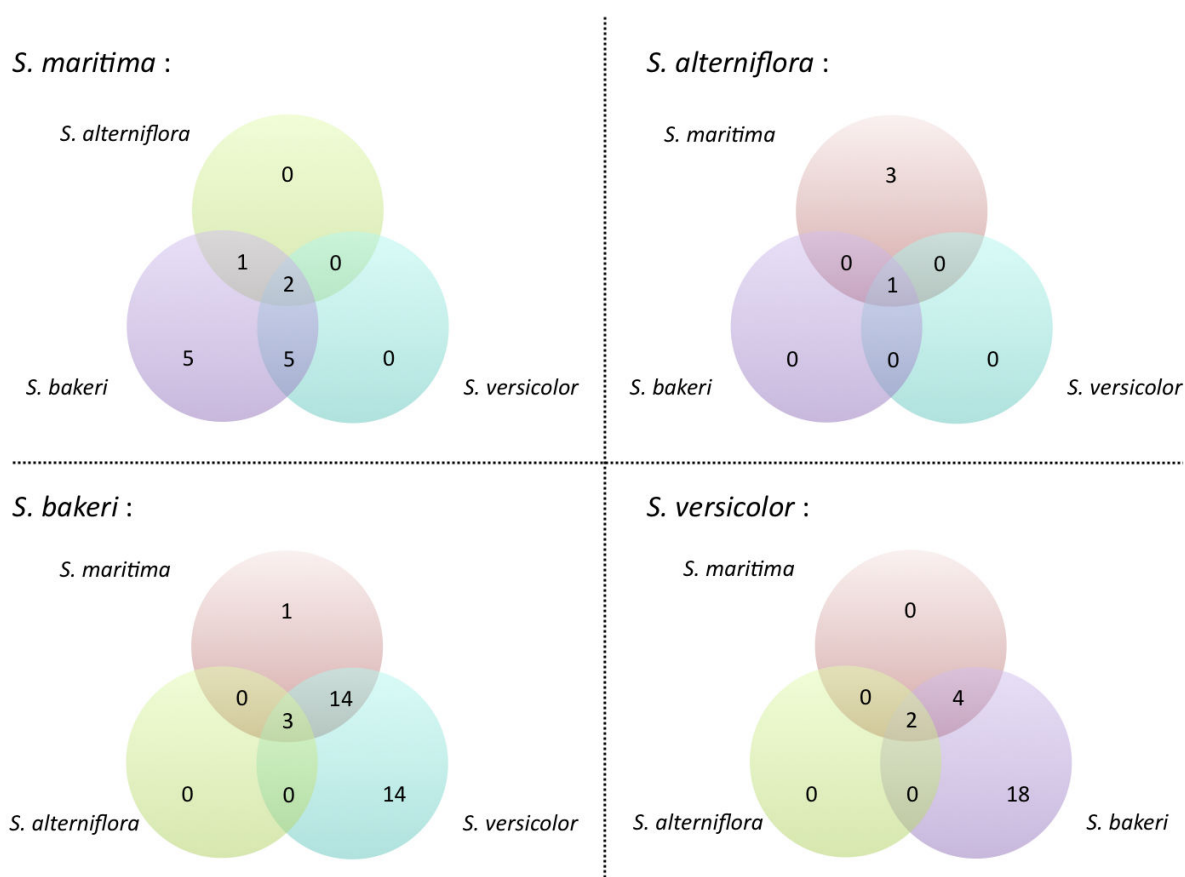 S. maritima :
S. alterniflora
0
1
0
2
5
5
0
S. bakeri
S. versicolor
S. alterniflora :
S. maritima
3
0
0
1
0
0
0
S. bakeri
S. versicolor
S. bakeri :
S. maritima
1
0
14
3
0
0
14
S. alterniflora
S. versicolor
S. versicolor :
S. maritima
0
0
4
2
0
0
18
S. alterniflora
S. bakeri